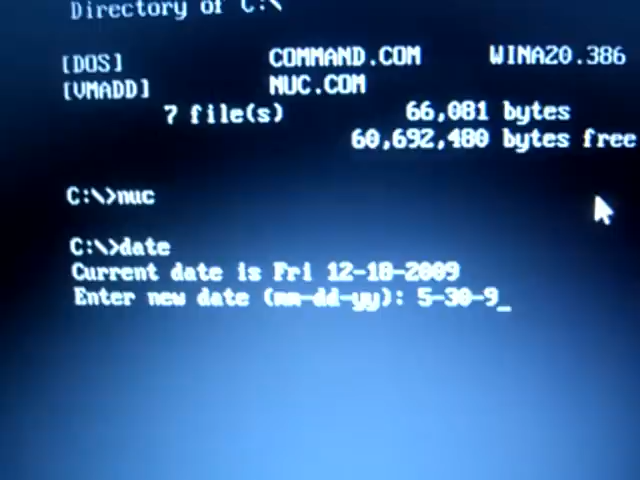 Directory of C:\
[DOS] COMMAND.COM WINA20.386
[VMADD] NUC.COM
7 file(s) 66,081 bytes
60,692,480 bytes free
C:\>nuc
C:\>date
Current date is Fri 12-18-2009
Enter new date (mm-dd-yy): 5-30-9_